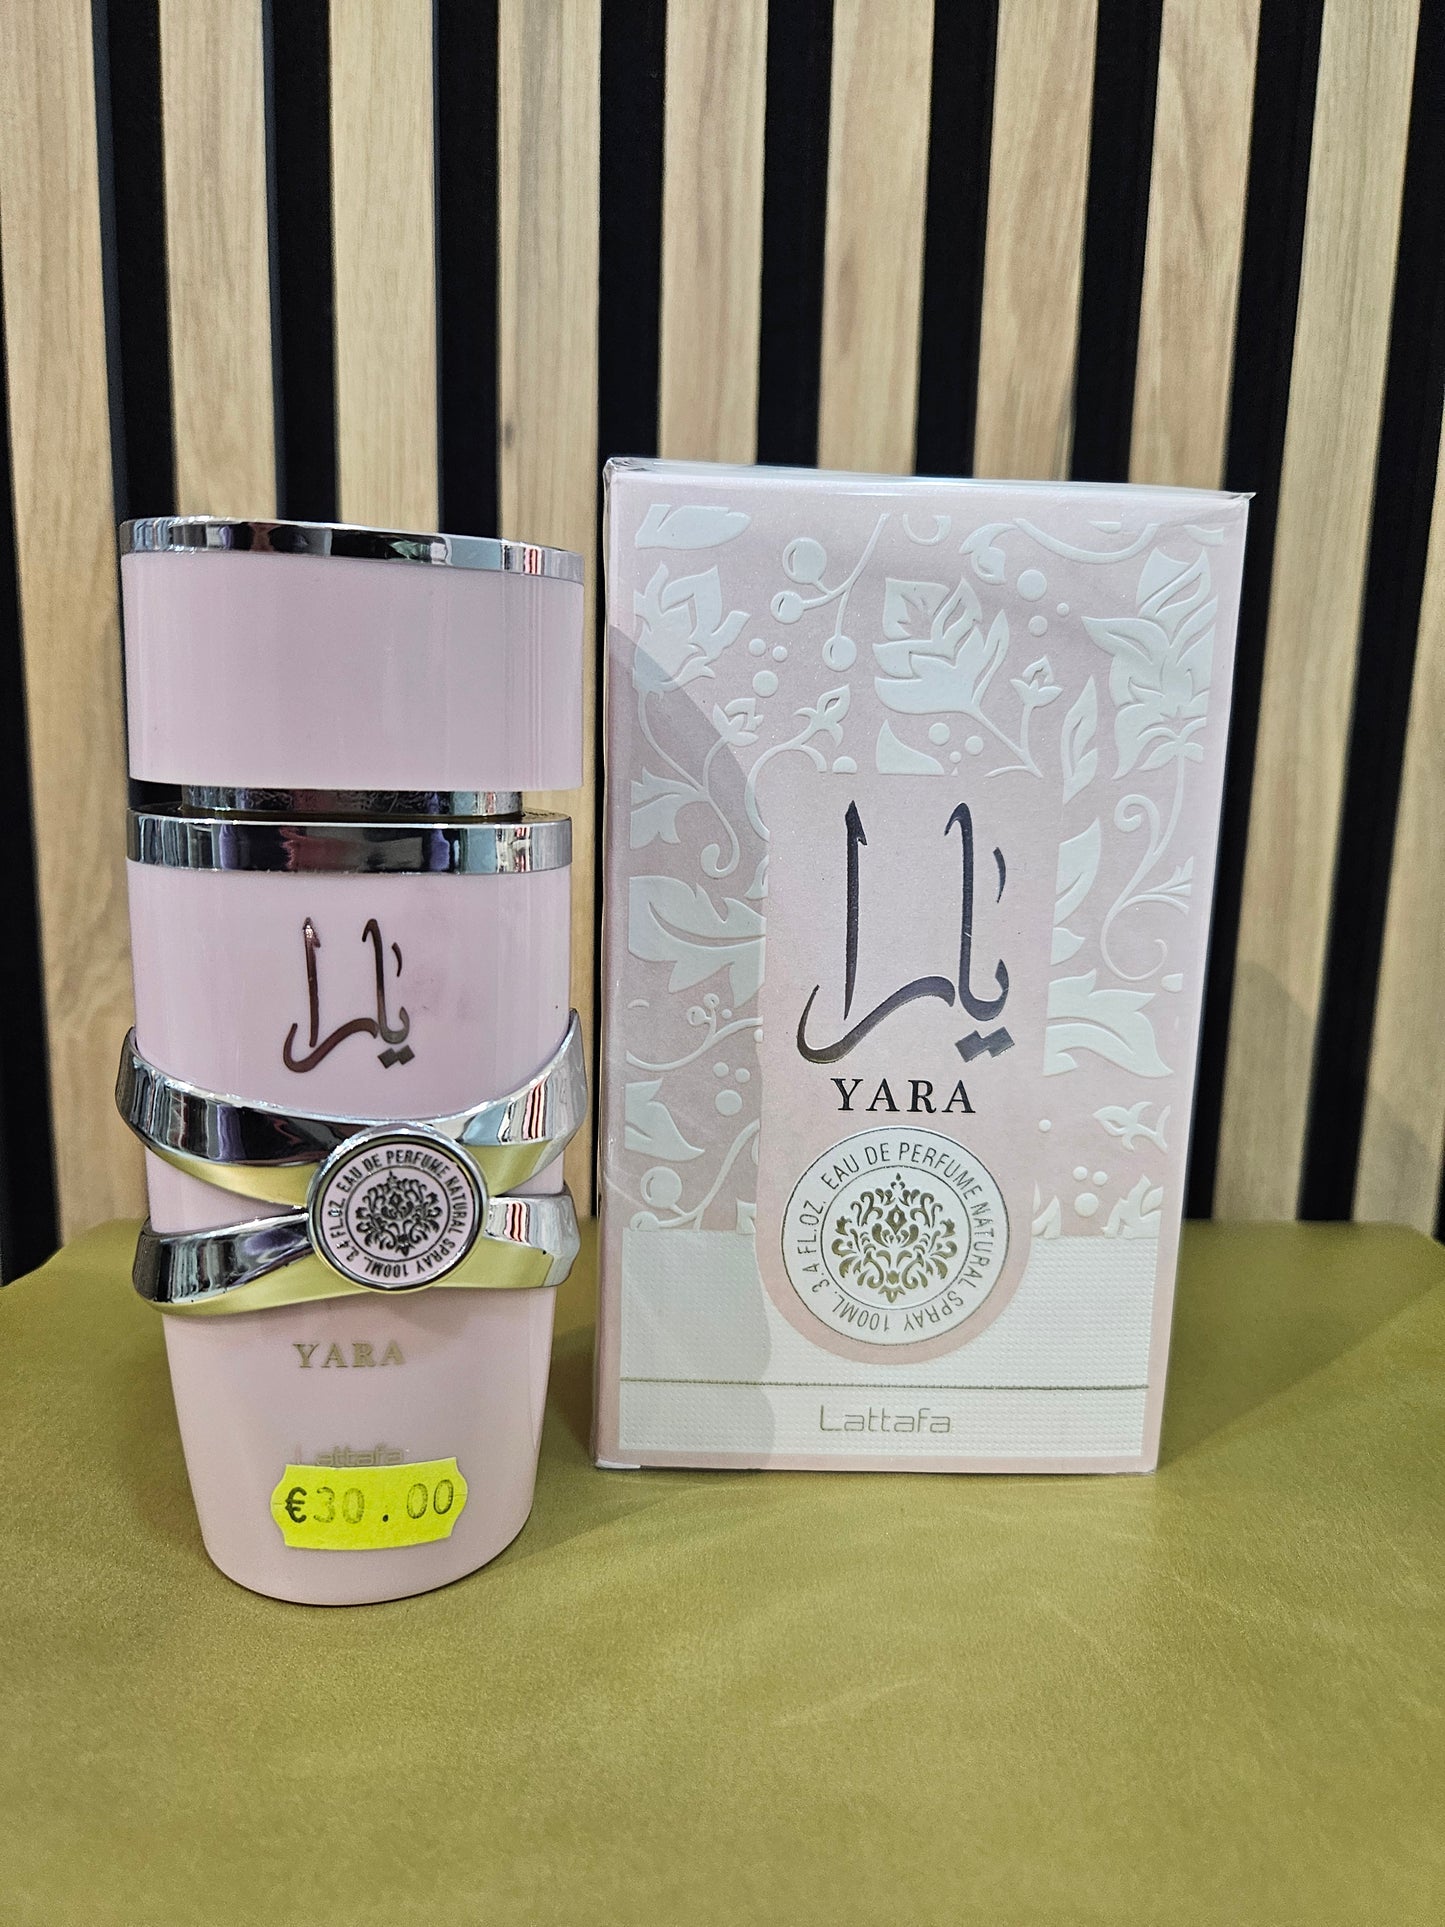 يارا
EAU DE PERFUME NATURAL SPRAY 100ML. 3.4 FL.OZ.
YARA
Lattafa
€30.00
يارا
YARA
EAU DE PERFUME NATURAL SPRAY 100ML. 3.4 FL.OZ.
Lattafa